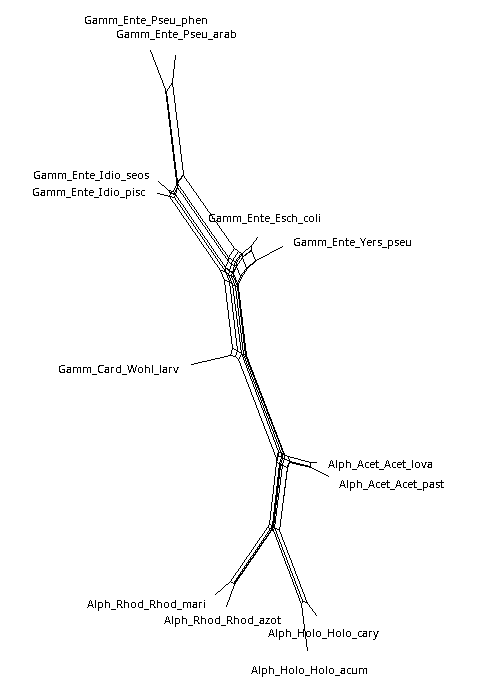 Gamm_Ente_Pseu_phen
Gamm_Ente_Pseu_arab
Gamm_Ente_Idio_seos
Gamm_Ente_Idio_pisc
Gamm_Ente_Esch_coli
Gamm_Ente_Yers_pseu
Gamm_Card_Wohl_larv
Alph_Acet_Acet_lova
Alph_Acet_Acet_past
Alph_Rhod_Rhod_mari
Alph_Rhod_Rhod_azot
Alph_Holo_Holo_cary
Alph_Holo_Holo_acum